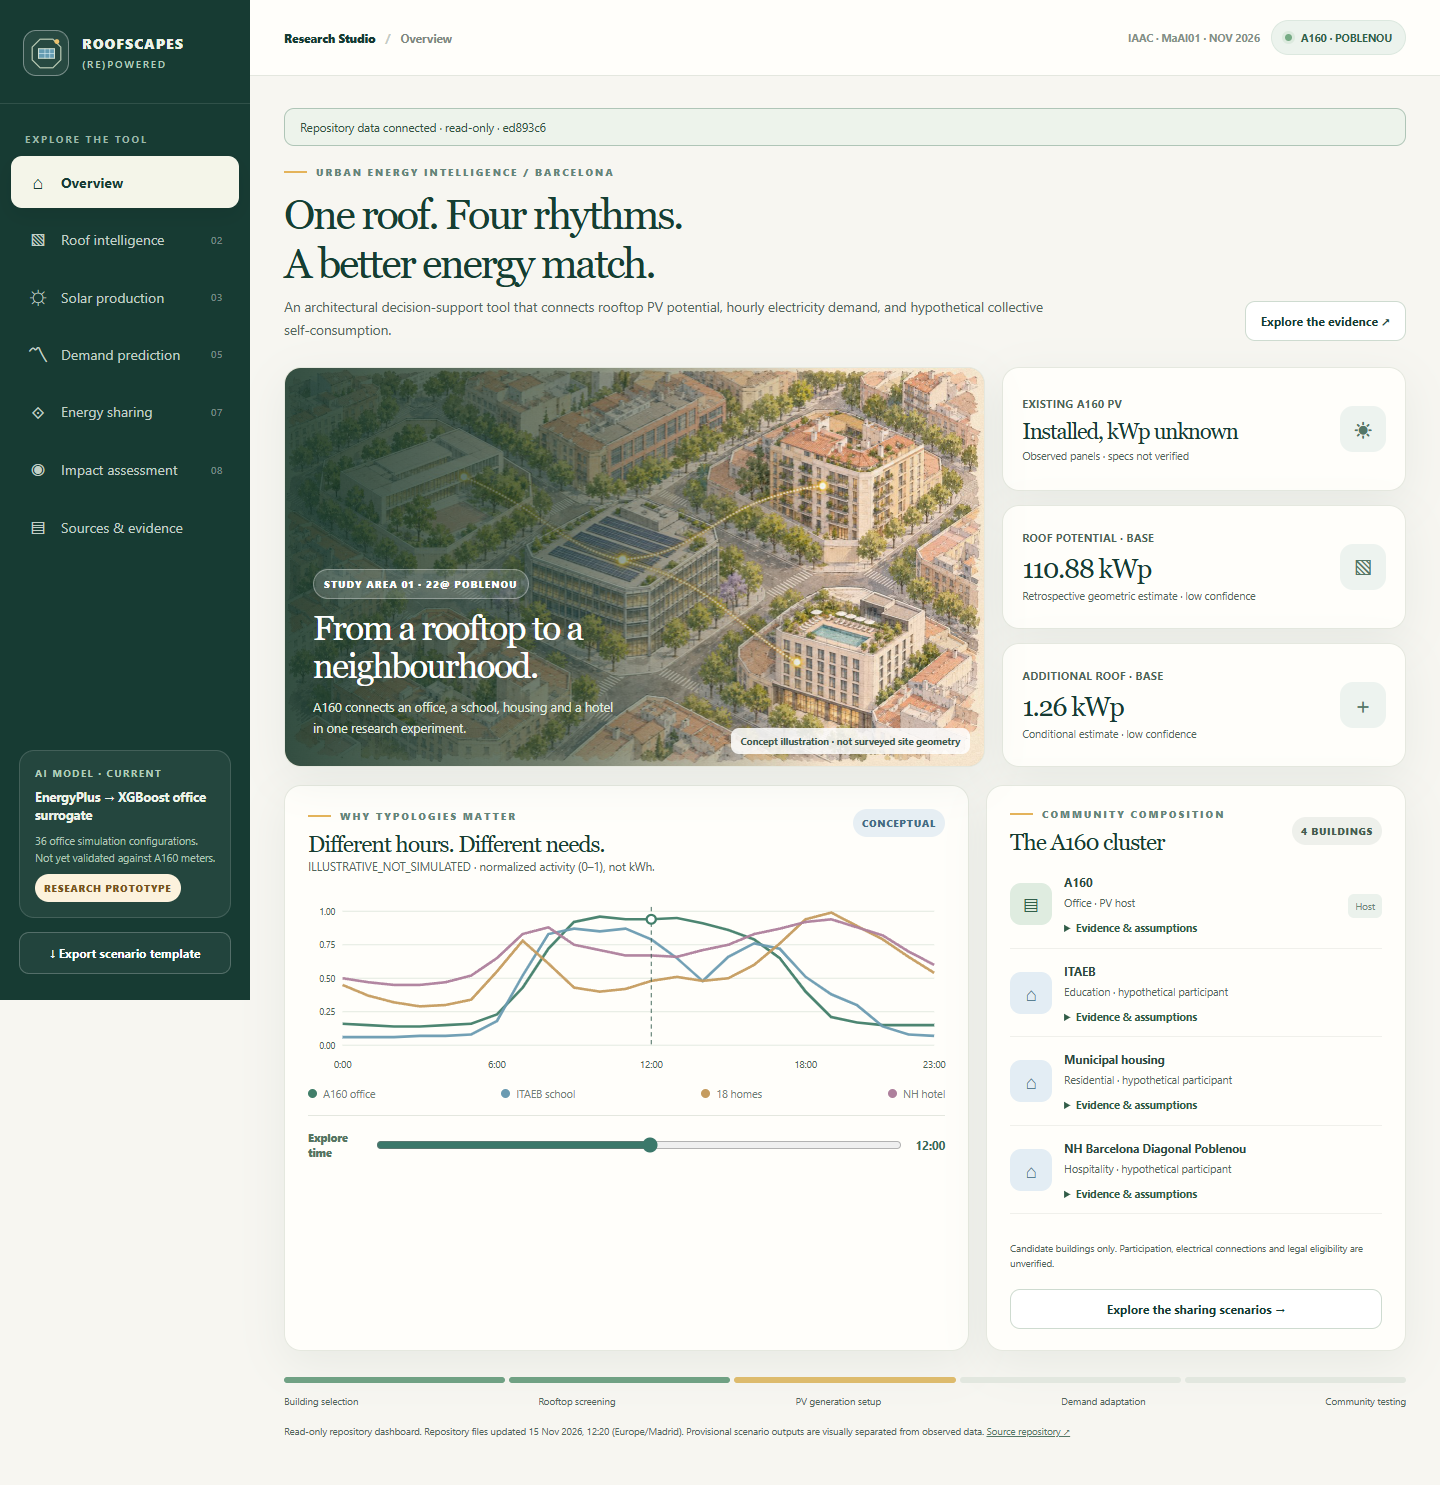 ROOFSCAPES
(RE)POWERED
EXPLORE THE TOOL
Overview
Roof intelligence 02
Solar production 03
Demand prediction 05
Energy sharing 07
Impact assessment 08
Sources & evidence
AI MODEL · CURRENT
EnergyPlus → XGBoost office
surrogate
36 office simulation configurations.
Not yet validated against A160 meters.
RESEARCH PROTOTYPE
↓ Export scenario template
Research Studio / Overview
IAAC · MaAI01 · NOV 2026
A160 · POBLENOU
Repository data connected · read-only · ed893c6
URBAN ENERGY INTELLIGENCE / BARCELONA
One roof. Four rhythms.
A better energy match.
An architectural decision-support tool that connects rooftop PV potential, hourly electricity demand, and hypothetical collective
self-consumption.
Explore the evidence ↗
STUDY AREA 01 · 22@ POBLENOU
From a rooftop to a
neighbourhood.
A160 connects an office, a school, housing and a hotel
in one research experiment.
Concept illustration · not surveyed site geometry
EXISTING A160 PV
Installed, kWp unknown
Observed panels · specs not verified
ROOF POTENTIAL · BASE
110.88 kWp
Retrospective geometric estimate · low confidence
ADDITIONAL ROOF · BASE
1.26 kWp
Conditional estimate · low confidence
WHY TYPOLOGIES MATTER
Different hours. Different needs.
ILLUSTRATIVE_NOT_SIMULATED · normalized activity (0–1), not kWh.
CONCEPTUAL
1.00
0.75
0.50
0.25
0.00
0:00 6:00 12:00 18:00 23:00
A160 office ITAEB school 18 homes NH hotel
Explore
time
12:00
COMMUNITY COMPOSITION
The A160 cluster
4 BUILDINGS
A160
Office · PV host
Host
▶ Evidence & assumptions
ITAEB
Education · hypothetical participant
▶ Evidence & assumptions
Municipal housing
Residential · hypothetical participant
▶ Evidence & assumptions
NH Barcelona Diagonal Poblenou
Hospitality · hypothetical participant
▶ Evidence & assumptions
Candidate buildings only. Participation, electrical connections and legal eligibility are
unverified.
Explore the sharing scenarios →
Building selection Rooftop screening PV generation setup Demand adaptation Community testing
Read-only repository dashboard. Repository files updated 15 Nov 2026, 12:20 (Europe/Madrid). Provisional scenario outputs are visually separated from observed data. Source repository ↗